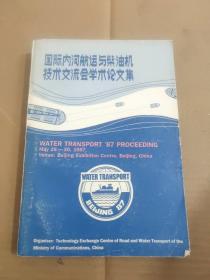 国际内河航运与柴油机
技术交流会学术论文集
WATER TRANSPORT '87 PROCEEDING
May 25-30, 1987,
Venue: Beijing Exhibition Centre, Beijing, China
WATER TRANSPORT
BEIJING '87
Organiser: Technology Exchange Centre of Road and Water Transport of the
Ministry of Communications, China